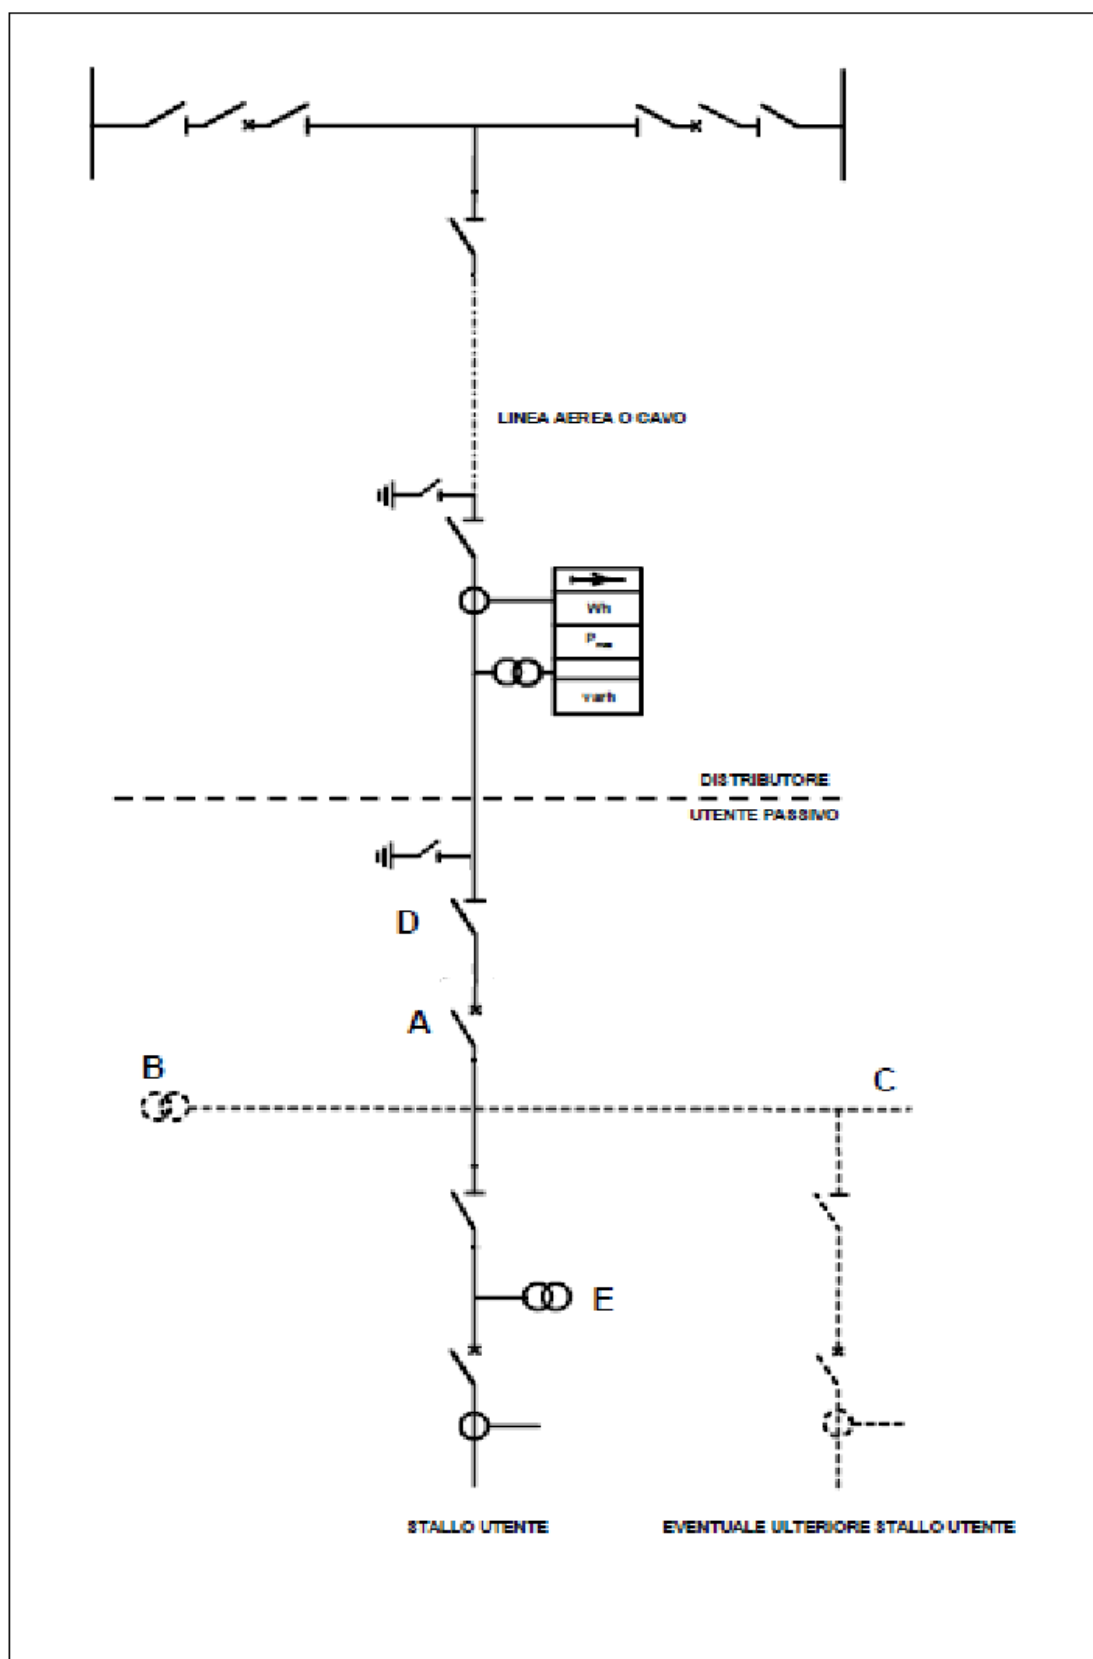 LINEA AEREA O CAVO
Wh
varh
DISTRIBUTORE
UTENTE PASSIVO
D
A
B
C
E
STALLO UTENTE
EVENTUALE ULTERIORE STALLO UTENTE